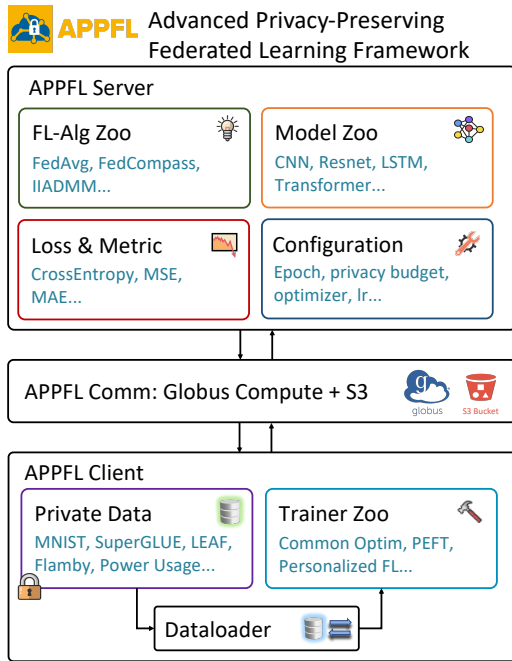 APPFL
Advanced Privacy-Preserving
Federated Learning Framework
APPFL Server
FL-Alg Zoo
FedAvg, FedCompass,
IIADMM...
Model Zoo
CNN, Resnet, LSTM,
Transformer...
Loss & Metric
CrossEntropy, MSE,
MAE...
Configuration
Epoch, privacy budget,
optimizer, lr...
APPFL Comm: Globus Compute + S3
g
globus
S3 Bucket
APPFL Client
Private Data
MNIST, SuperGLUE, LEAF,
Flamby, Power Usage...
Trainer Zoo
Common Optim, PEFT,
Personalized FL...
Dataloader